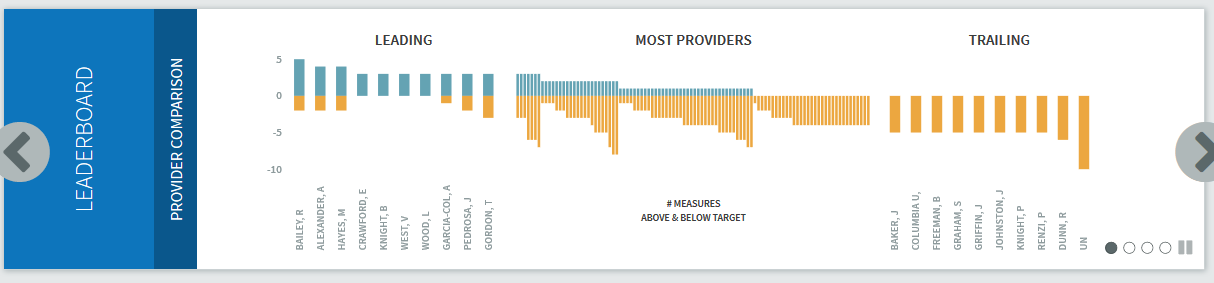 LEADERBOARD
PROVIDER COMPARISON
LEADING
MOST PROVIDERS
TRAILING
5
0
-5
-10
BAILEY, R
ALEXANDER, A
HAYES, M
CRAWFORD, E
KNIGHT, B
WEST, V
WOOD, L
GARCIA-COL, A
PEDROSA, J
GORDON, T
# MEASURES
ABOVE & BELOW TARGET
BAKER, J
COLUMBIA U,
FREEMAN, B
GRAHAM, S
GRIFFIN, J
JOHNSTON, J
KNIGHT, P
RENZI, P
DUNN, R
UN